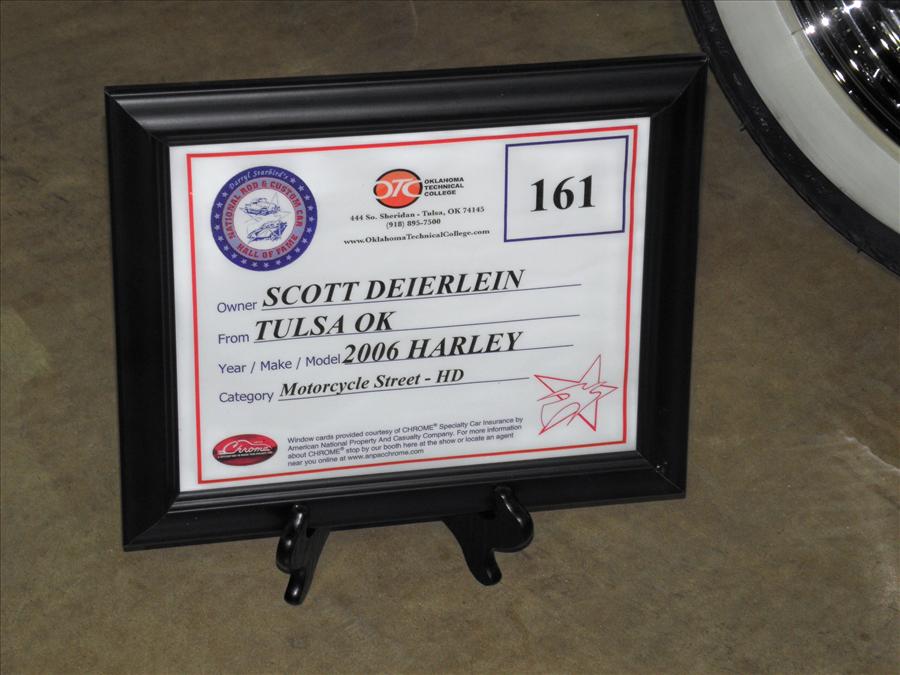 Darryl Starbird's
NATIONAL ROD & CUSTOM CAR
HALL OF FAME
OTC
OKLAHOMA
TECHNICAL
COLLEGE
444 So. Sheridan - Tulsa, OK 74145
(918) 895-7500
www.OklahomaTechnicalCollege.com
161
Owner SCOTT DEIERLEIN
From TULSA OK
Year / Make / Model 2006 HARLEY
Category Motorcycle Street - HD
Chrome
Window cards provided courtesy of CHROME® Specialty Car Insurance by
American National Property And Casualty Company. For more information
about CHROME® stop by our booth here at the show or locate an agent
near you online at www.anpacchrome.com